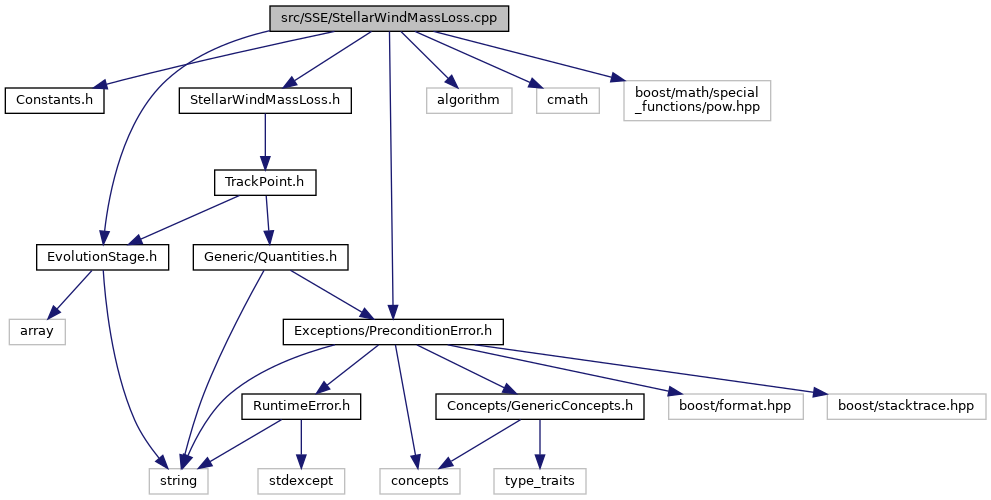 src/SSE/StellarWindMassLoss.cpp
Constants.h
StellarWindMassLoss.h
algorithm
cmath
boost/math/special
_functions/pow.hpp
TrackPoint.h
EvolutionStage.h
Generic/Quantities.h
array
Exceptions/PreconditionError.h
RuntimeError.h
Concepts/GenericConcepts.h
boost/format.hpp
boost/stacktrace.hpp
string
stdexcept
concepts
type_traits